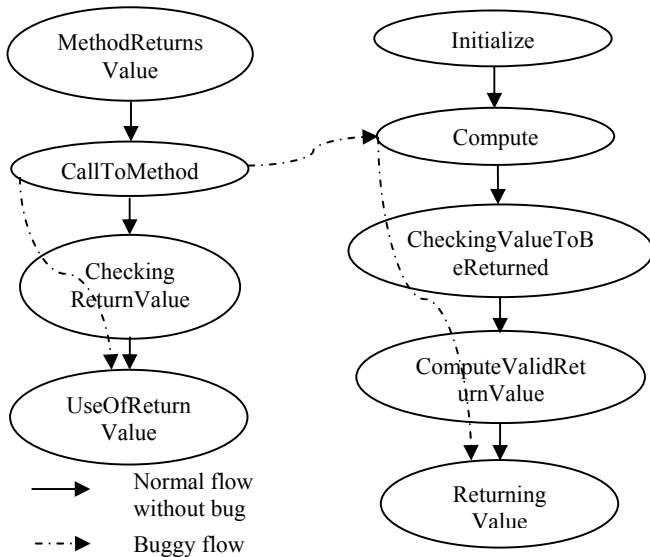 MethodReturns
Value
CallToMethod
Checking
ReturnValue
UseOfReturn
Value
Initialize
Compute
CheckingValueToB
eReturned
ComputeValidRet
urnValue
Returning
Value
Normal flow
without bug
Buggy flow